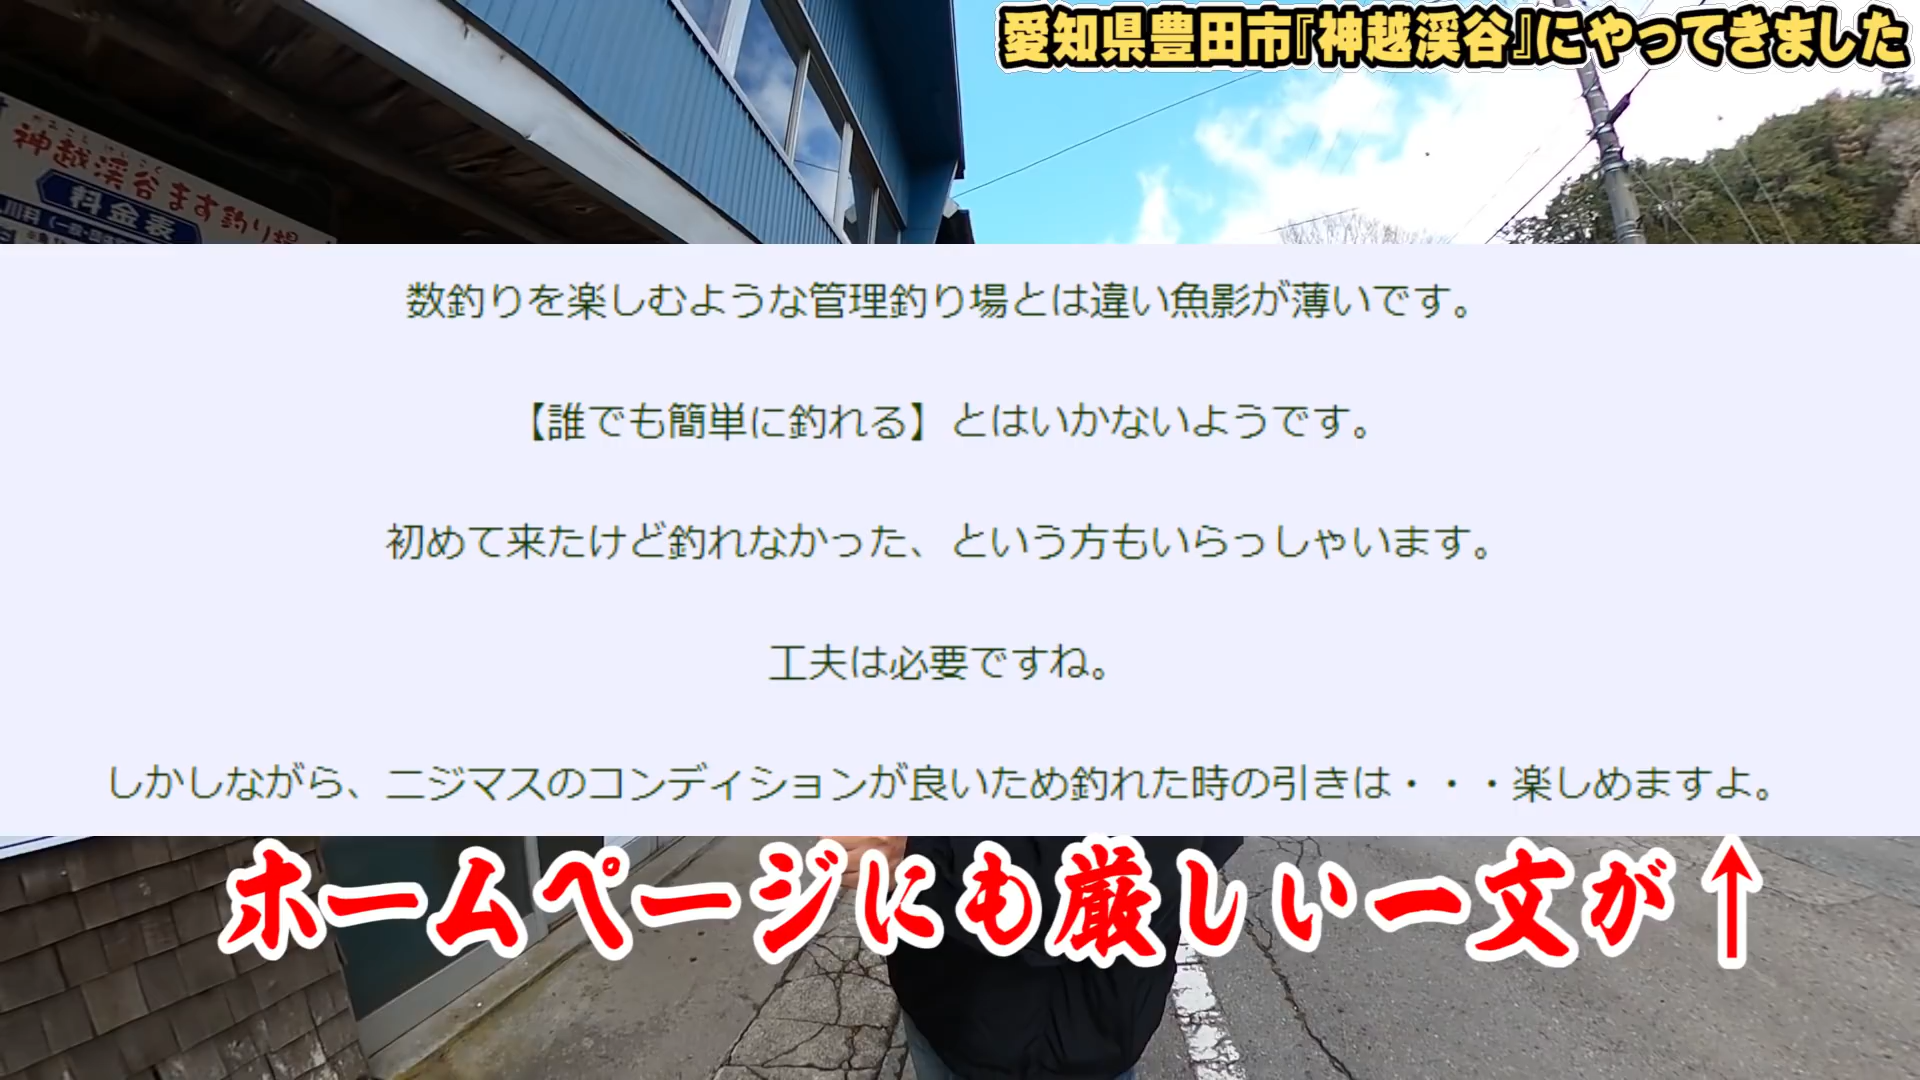 愛知県豊田市『神越渓谷』にやってきました
神越渓谷ます釣り場
料金表
数釣りを楽しむような管理釣り場とは違い魚影が薄いです。
【誰でも簡単に釣れる】とはいかないようです。
初めて来たけど釣れなかった、という方もいらっしゃいます。
工夫は必要ですね。
しかしながら、ニジマスのコンディションが良いため釣れた時の引きは・・・楽しめますよ。
ホームページにも厳しい一文が↑